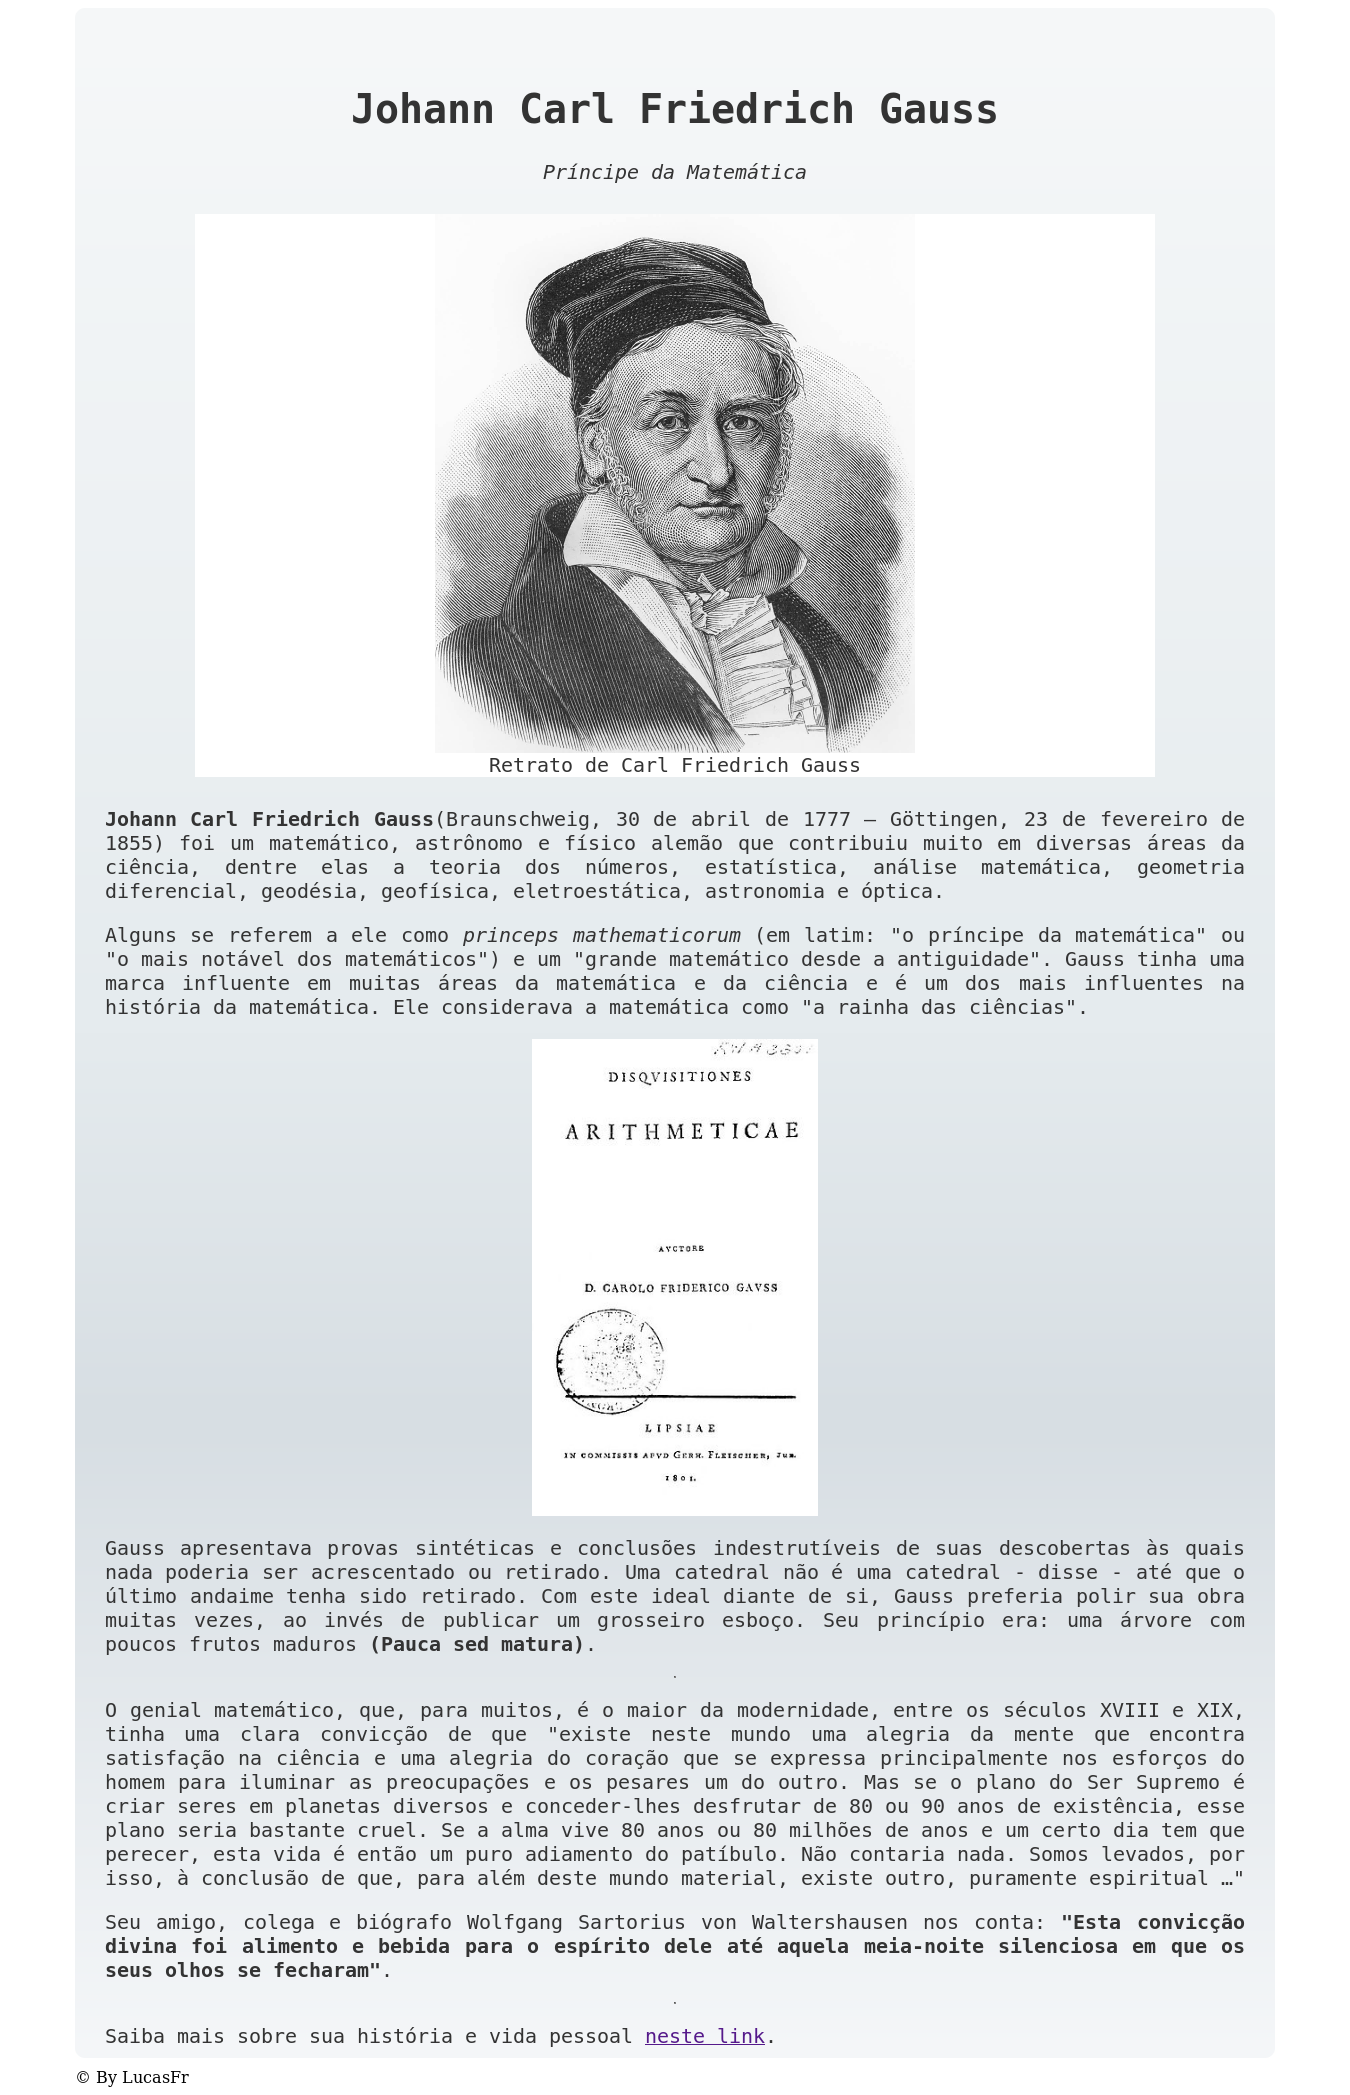 Johann Carl Friedrich Gauss
Príncipe da Matemática
Retrato de Carl Friedrich Gauss
Johann Carl Friedrich Gauss(Braunschweig, 30 de abril de 1777 — Göttingen, 23 de fevereiro de
1855) foi um matemático, astrônomo e físico alemão que contribuiu muito em diversas áreas da
ciência, dentre elas a teoria dos números, estatística, análise matemática, geometria
diferencial, geodésia, geofísica, eletroestática, astronomia e óptica.
Alguns se referem a ele como princeps mathematicorum (em latim: "o príncipe da matemática" ou
"o mais notável dos matemáticos") e um "grande matemático desde a antiguidade". Gauss tinha uma
marca influente em muitas áreas da matemática e da ciência e é um dos mais influentes na
história da matemática. Ele considerava a matemática como "a rainha das ciências".
DISQVISITIONES
ARITHMETICAE
AVCTORE
D. CAROLO FRIDERICO GAVSS
LIPSIAE
IN COMMISSIS APVD GERH. FLEISCHER, JUN.
1801.
Gauss apresentava provas sintéticas e conclusões indestrutíveis de suas descobertas às quais
nada poderia ser acrescentado ou retirado. Uma catedral não é uma catedral - disse - até que o
último andaime tenha sido retirado. Com este ideal diante de si, Gauss preferia polir sua obra
muitas vezes, ao invés de publicar um grosseiro esboço. Seu princípio era: uma árvore com
poucos frutos maduros (Pauca sed matura).
.
O genial matemático, que, para muitos, é o maior da modernidade, entre os séculos XVIII e XIX,
tinha uma clara convicção de que "existe neste mundo uma alegria da mente que encontra
satisfação na ciência e uma alegria do coração que se expressa principalmente nos esforços do
homem para iluminar as preocupações e os pesares um do outro. Mas se o plano do Ser Supremo é
criar seres em planetas diversos e conceder-lhes desfrutar de 80 ou 90 anos de existência, esse
plano seria bastante cruel. Se a alma vive 80 anos ou 80 milhões de anos e um certo dia tem que
perecer, esta vida é então um puro adiamento do patíbulo. Não contaria nada. Somos levados, por
isso, à conclusão de que, para além deste mundo material, existe outro, puramente espiritual …"
Seu amigo, colega e biógrafo Wolfgang Sartorius von Waltershausen nos conta: "Esta convicção
divina foi alimento e bebida para o espírito dele até aquela meia-noite silenciosa em que os
seus olhos se fecharam".
.
Saiba mais sobre sua história e vida pessoal neste link.
© By LucasFr